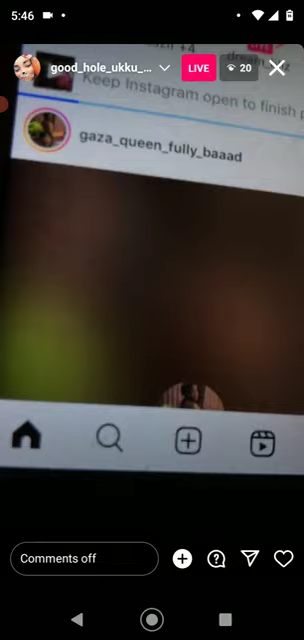 5:46
good_hole_ukku_...
LIVE
20
Keep Instagram open to finish p
gaza_queen_fully_baaad
Comments off